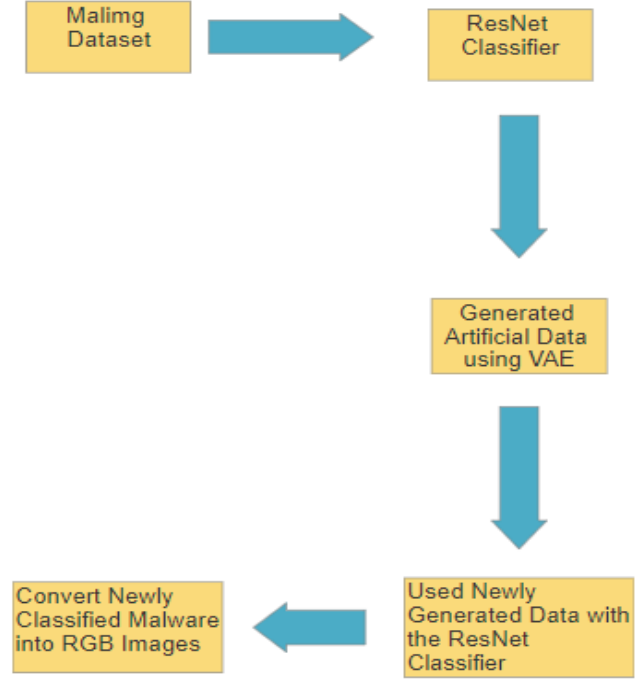 Malimg
Dataset
ResNet
Classifier
Generated
Artificial Data
using VAE
Used Newly
Generated Data with
the ResNet
Classifier
Convert Newly
Classified Malware
into RGB Images